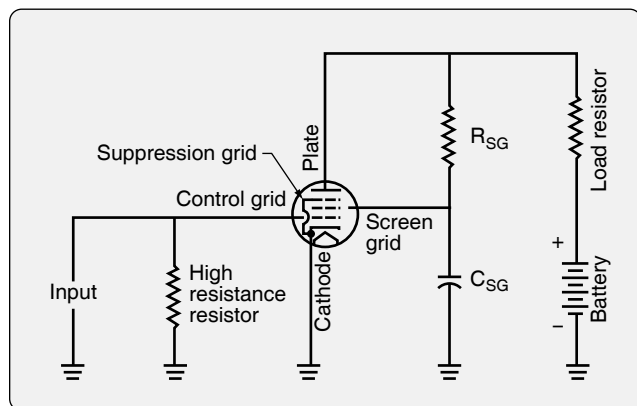 Suppression grid
Control grid
Plate
Screen
grid
Cathode
R_SG
C_SG
Load resistor
+
Battery
−
Input
High
resistance
resistor